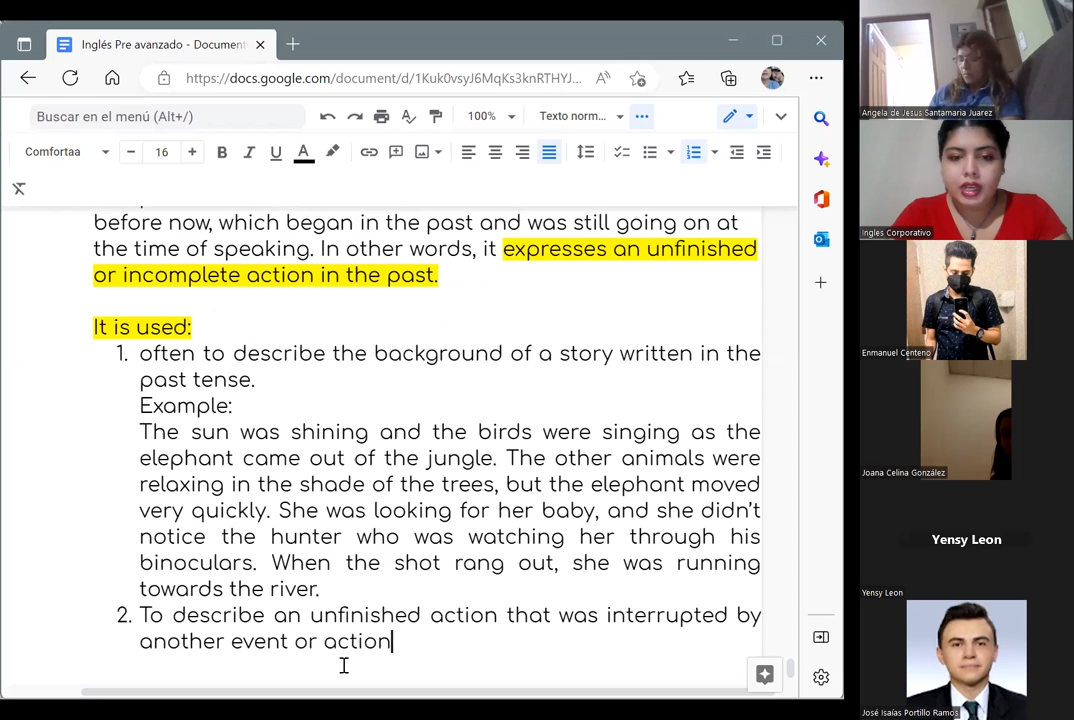 Inglés Pre avanzado - Document
https://docs.google.com/document/d/1Kuk0vsyJ6MqKs3knRTHYJ...
Buscar en el menú (Alt+/)
100%
Texto norm...
Comfortaa
16
before now, which began in the past and was still going on at
the time of speaking. In other words, it expresses an unfinished
or incomplete action in the past.
It is used:
1. often to describe the background of a story written in the
past tense.
Example:
The sun was shining and the birds were singing as the
elephant came out of the jungle. The other animals were
relaxing in the shade of the trees, but the elephant moved
very quickly. She was looking for her baby, and she didn't
notice the hunter who was watching her through his
binoculars. When the shot rang out, she was running
towards the river.
2. To describe an unfinished action that was interrupted by
another event or action
Angela de Jesus Santamaria Juarez
Ingles Corporativo
Enmanuel Centeno
Joana Celina González
Yensy Leon
Yensy Leon
José Isaías Portillo Ramos